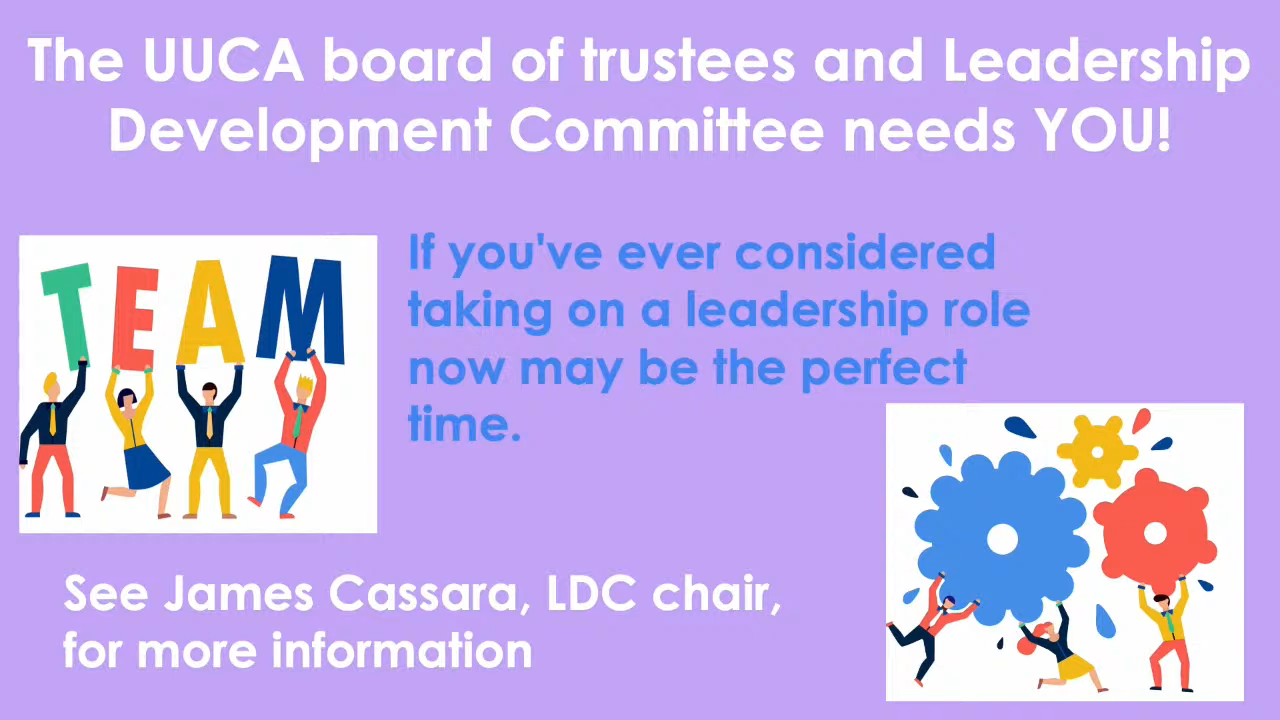 The UUCA board of trustees and Leadership
Development Committee needs YOU!
TEAM
If you've ever considered
taking on a leadership role
now may be the perfect
time.
See James Cassara, LDC chair,
for more information